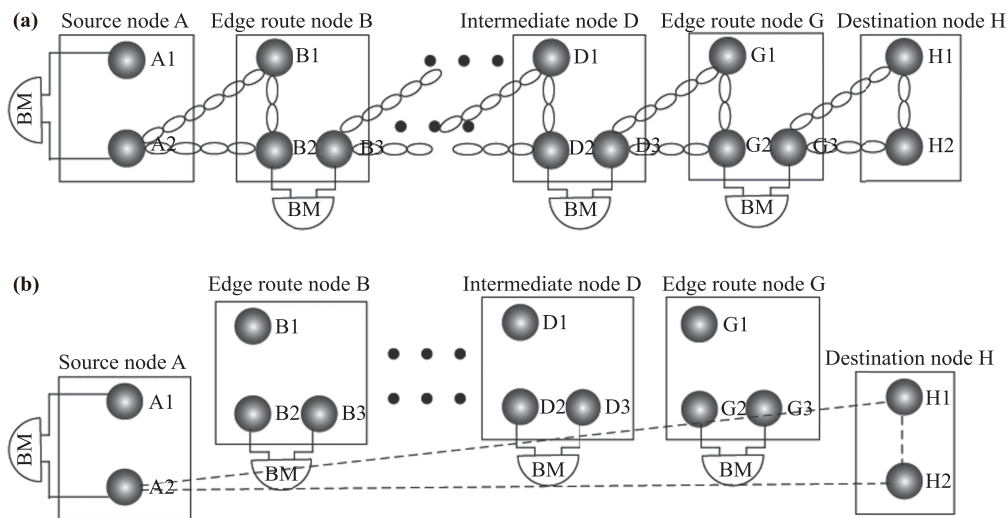 (a)
Source node A
Edge route node B
Intermediate node D
Edge route node G
Destination node H
A1
B1
D1
G1
H1
BM
A2
B2
B3
D2
D3
G2
G3
H2
BM
BM
BM
(b)
Edge route node B
Intermediate node D
Edge route node G
B1
D1
G1
Source node A
Destination node H
A1
B2
B3
D2
D3
G2
G3
H1
BM
BM
BM
BM
A2
H2